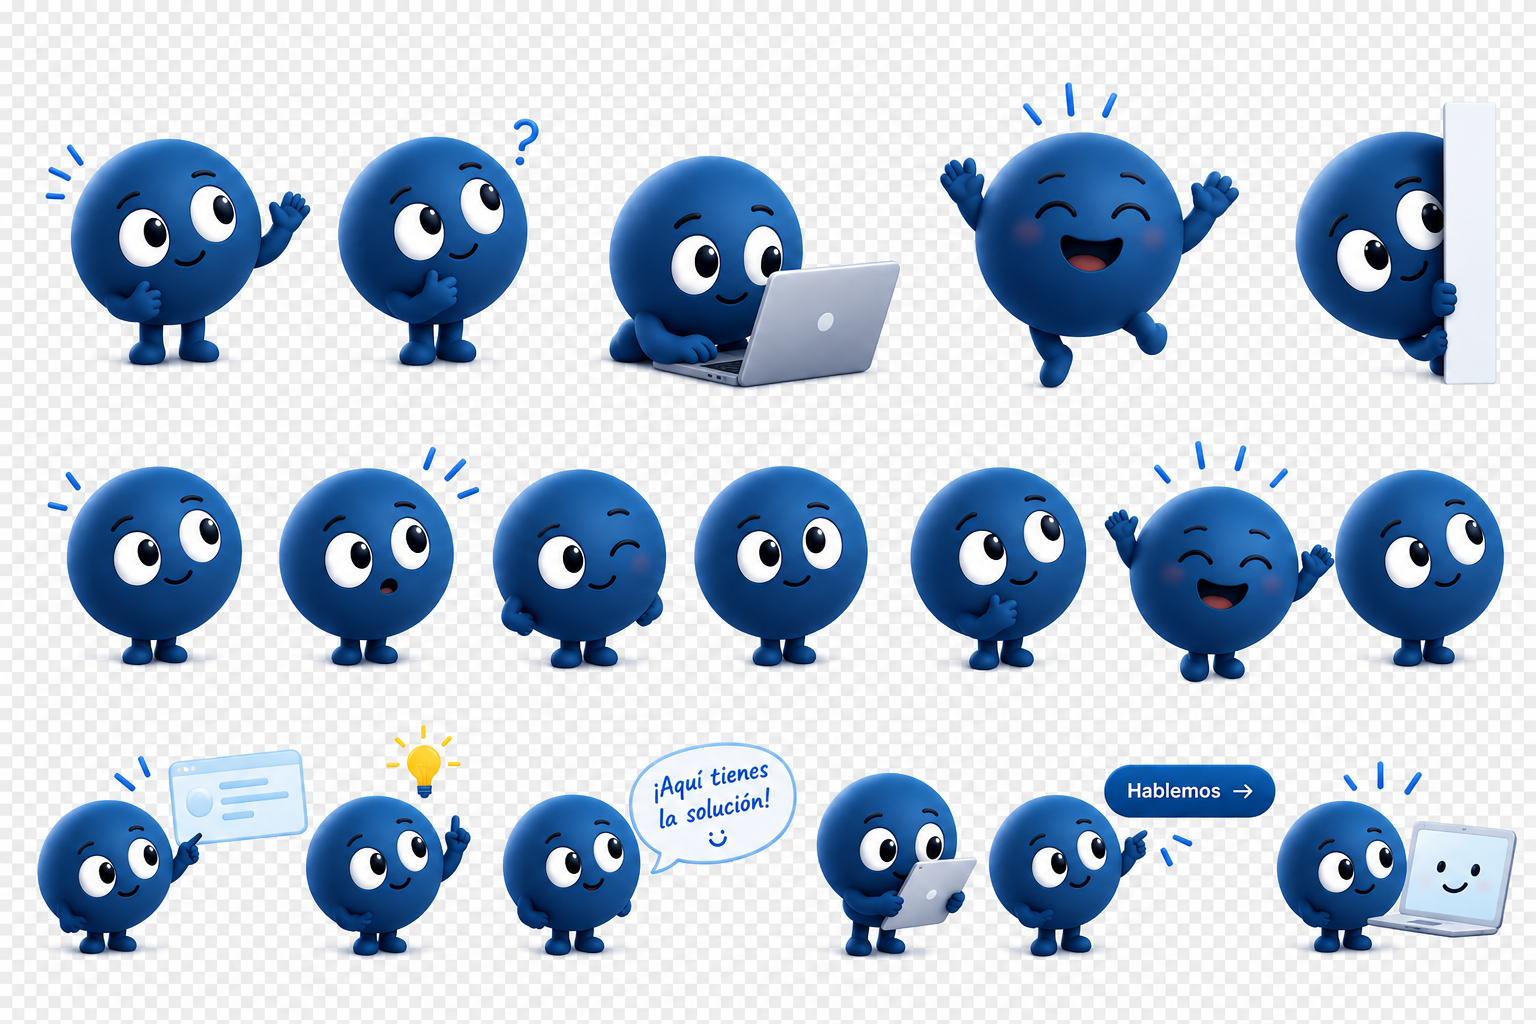 ?
¡Aquí tienes
la solución!
Hablemos →